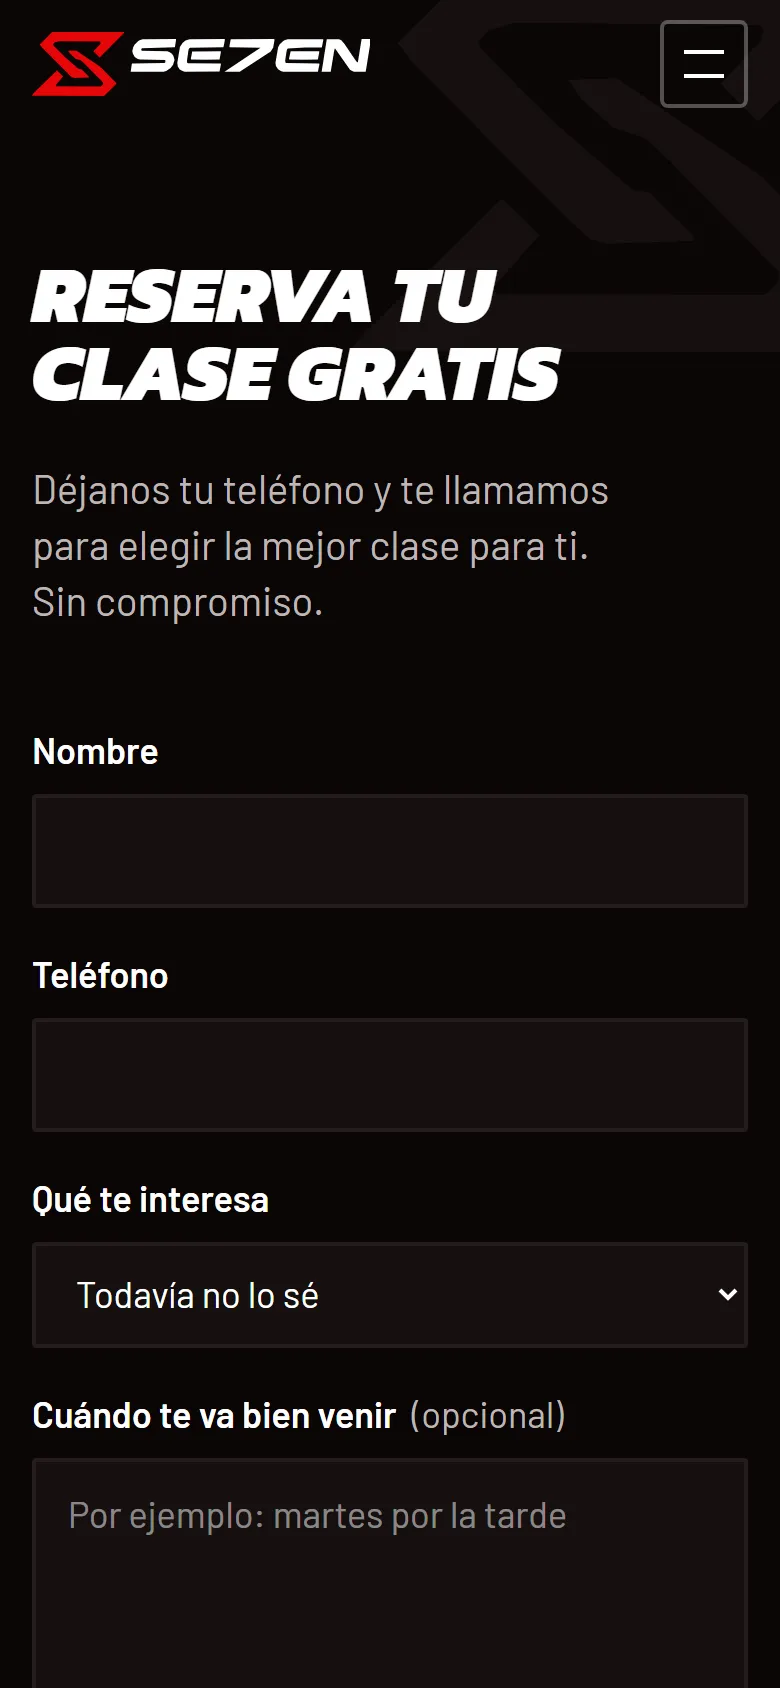 SE7EN
RESERVA TU
CLASE GRATIS
Déjanos tu teléfono y te llamamos
para elegir la mejor clase para ti.
Sin compromiso.
Nombre
Teléfono
Qué te interesa
Todavía no lo sé
Cuándo te va bien venir (opcional)
Por ejemplo: martes por la tarde